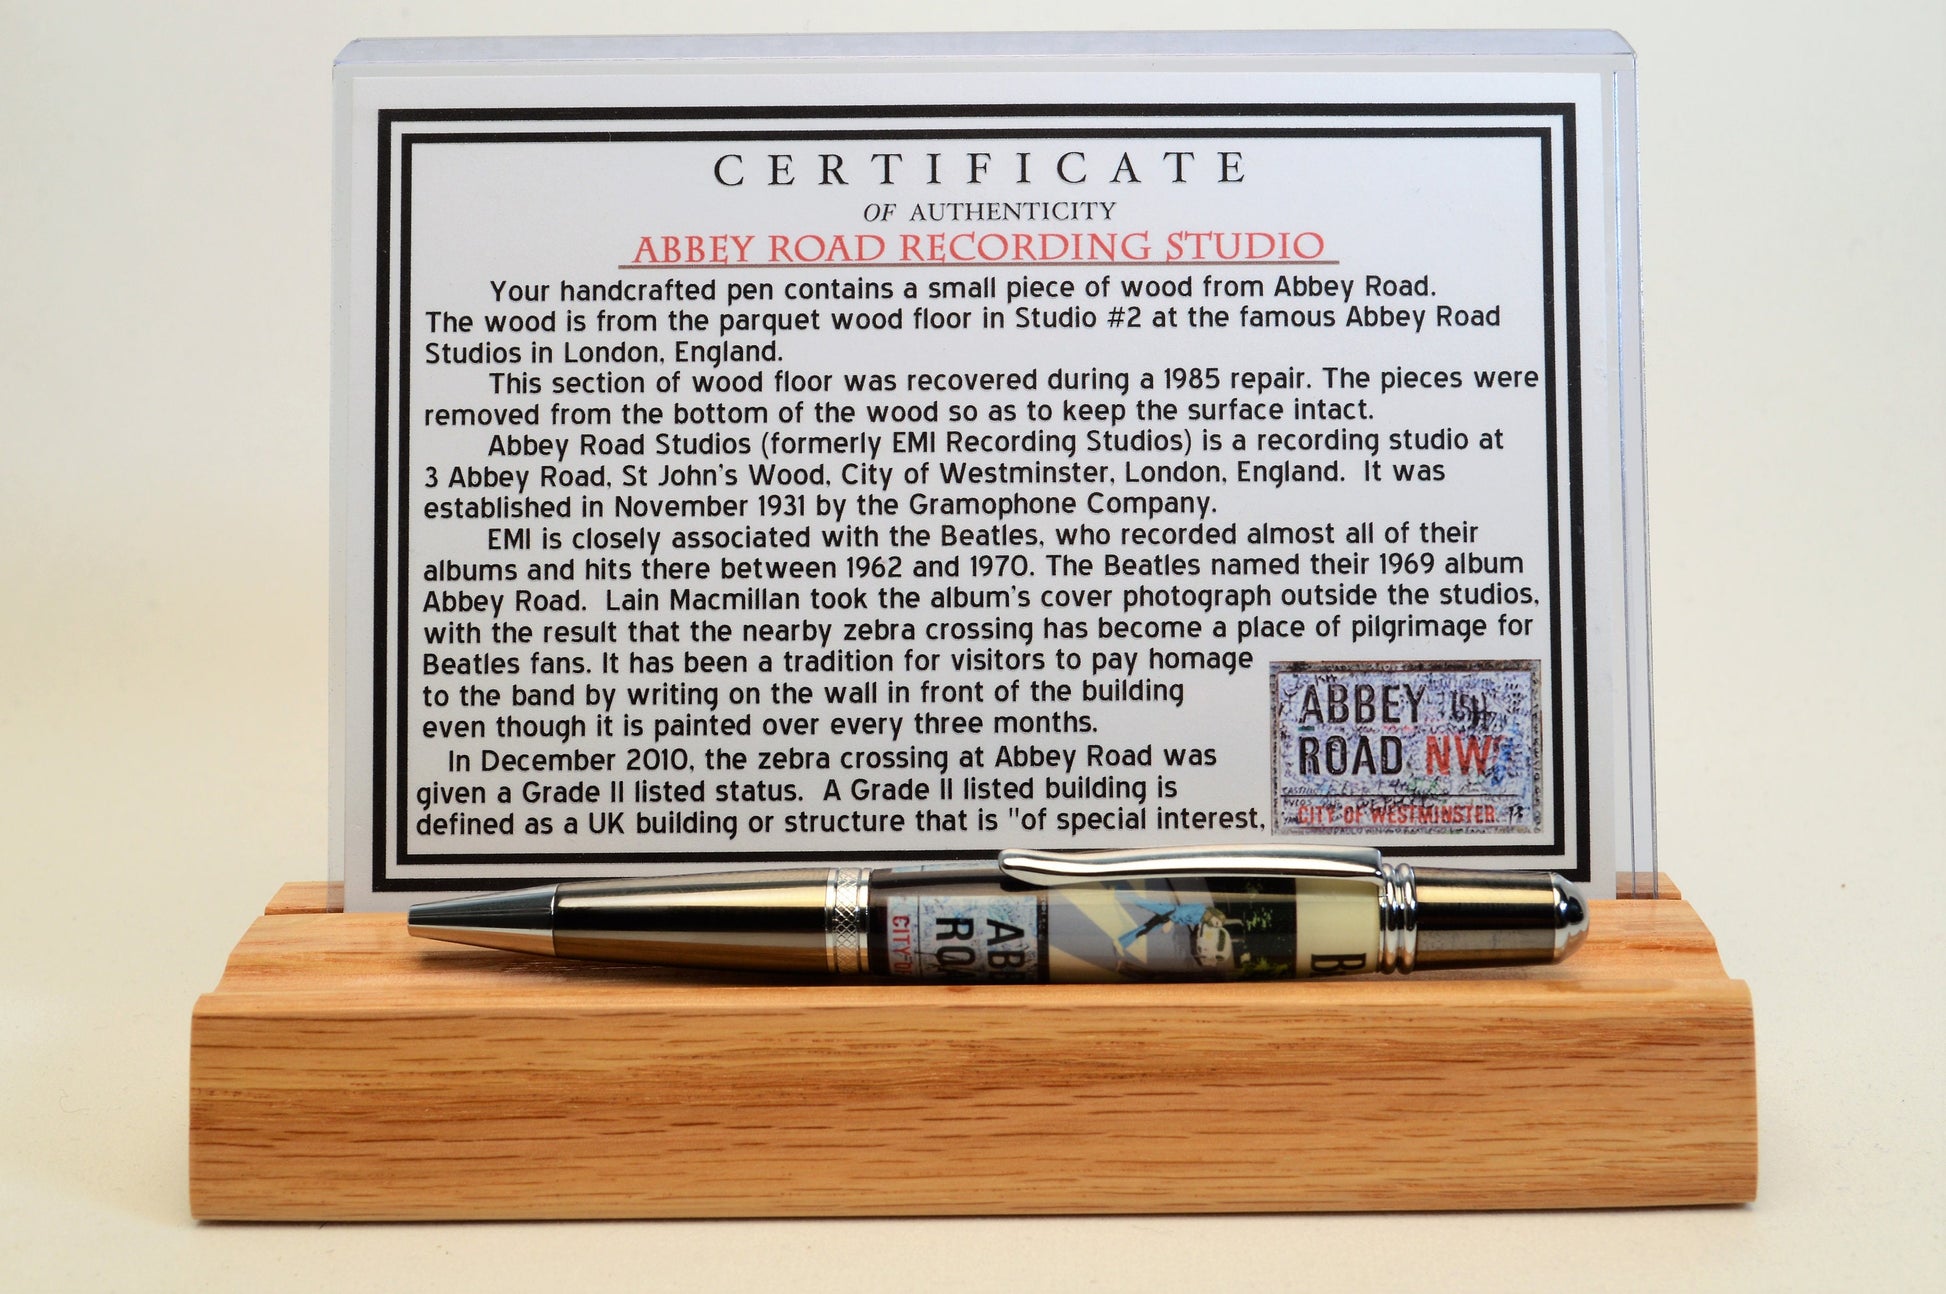 CERTIFICATE
OF AUTHENTICITY
ABBEY ROAD RECORDING STUDIO
Your handcrafted pen contains a small piece of wood from Abbey Road.
The wood is from the parquet wood floor in Studio #2 at the famous Abbey Road
Studios in London, England.
This section of wood floor was recovered during a 1985 repair. The pieces were
removed from the bottom of the wood so as to keep the surface intact.
Abbey Road Studios (formerly EMI Recording Studios) is a recording studio at
3 Abbey Road, St John's Wood, City of Westminster, London, England. It was
established in November 1931 by the Gramophone Company.
EMI is closely associated with the Beatles, who recorded almost all of their
albums and hits there between 1962 and 1970. The Beatles named their 1969 album
Abbey Road. Lain Macmillan took the album's cover photograph outside the studios,
with the result that the nearby zebra crossing has become a place of pilgrimage for
Beatles fans. It has been a tradition for visitors to pay homage
to the band by writing on the wall in front of the building
even though it is painted over every three months.
In December 2010, the zebra crossing at Abbey Road was
given a Grade II listed status. A Grade II listed building is
defined as a UK building or structure that is "of special interest,
ABBEY
ROAD NW
CITY OF WESTMINSTER
ABB
ROA
CITY O
B